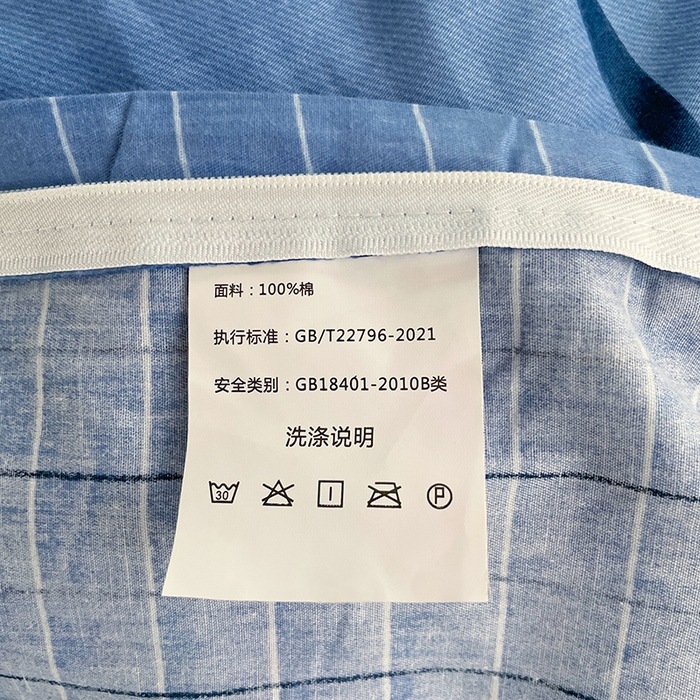 面料：100%棉
执行标准：GB/T22796-2021
安全类别：GB18401-2010B类
洗涤说明
30 P